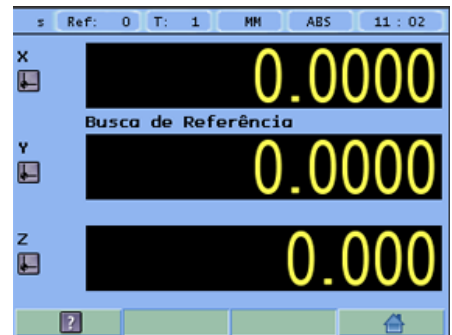 s Ref: 0 T: 1 MM ABS 11 : 02
X 0.0000
Busca de Referência
Y 0.0000
Z 0.000
?